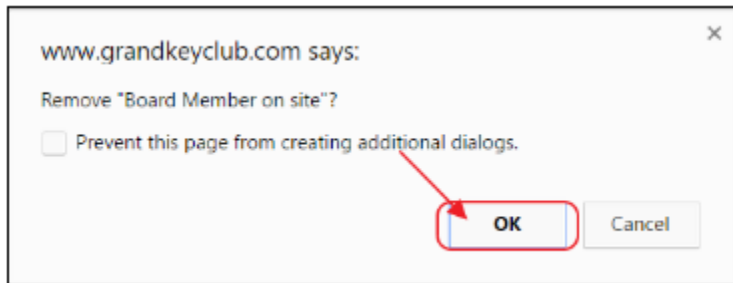 www.grandkeyclub.com says:
Remove "Board Member on site"?
Prevent this page from creating additional dialogs.
OK
Cancel